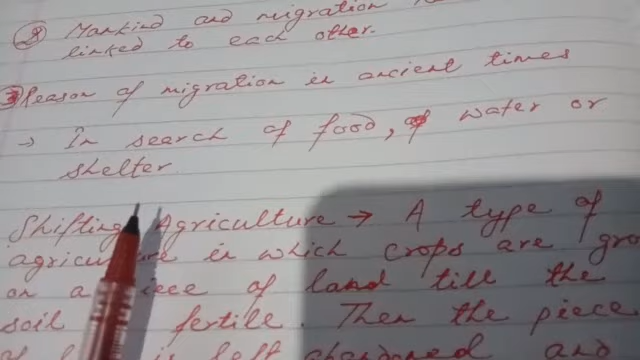 ⑧ Mankind and migration
linked to each other.
Reason of migration in ancient times
→ In search of food, water or
shelter.
Shifting Agriculture → A type of
agriculture in which crops are gro
on a piece of land till the
soil fertile. Then the piece
is left abandoned and